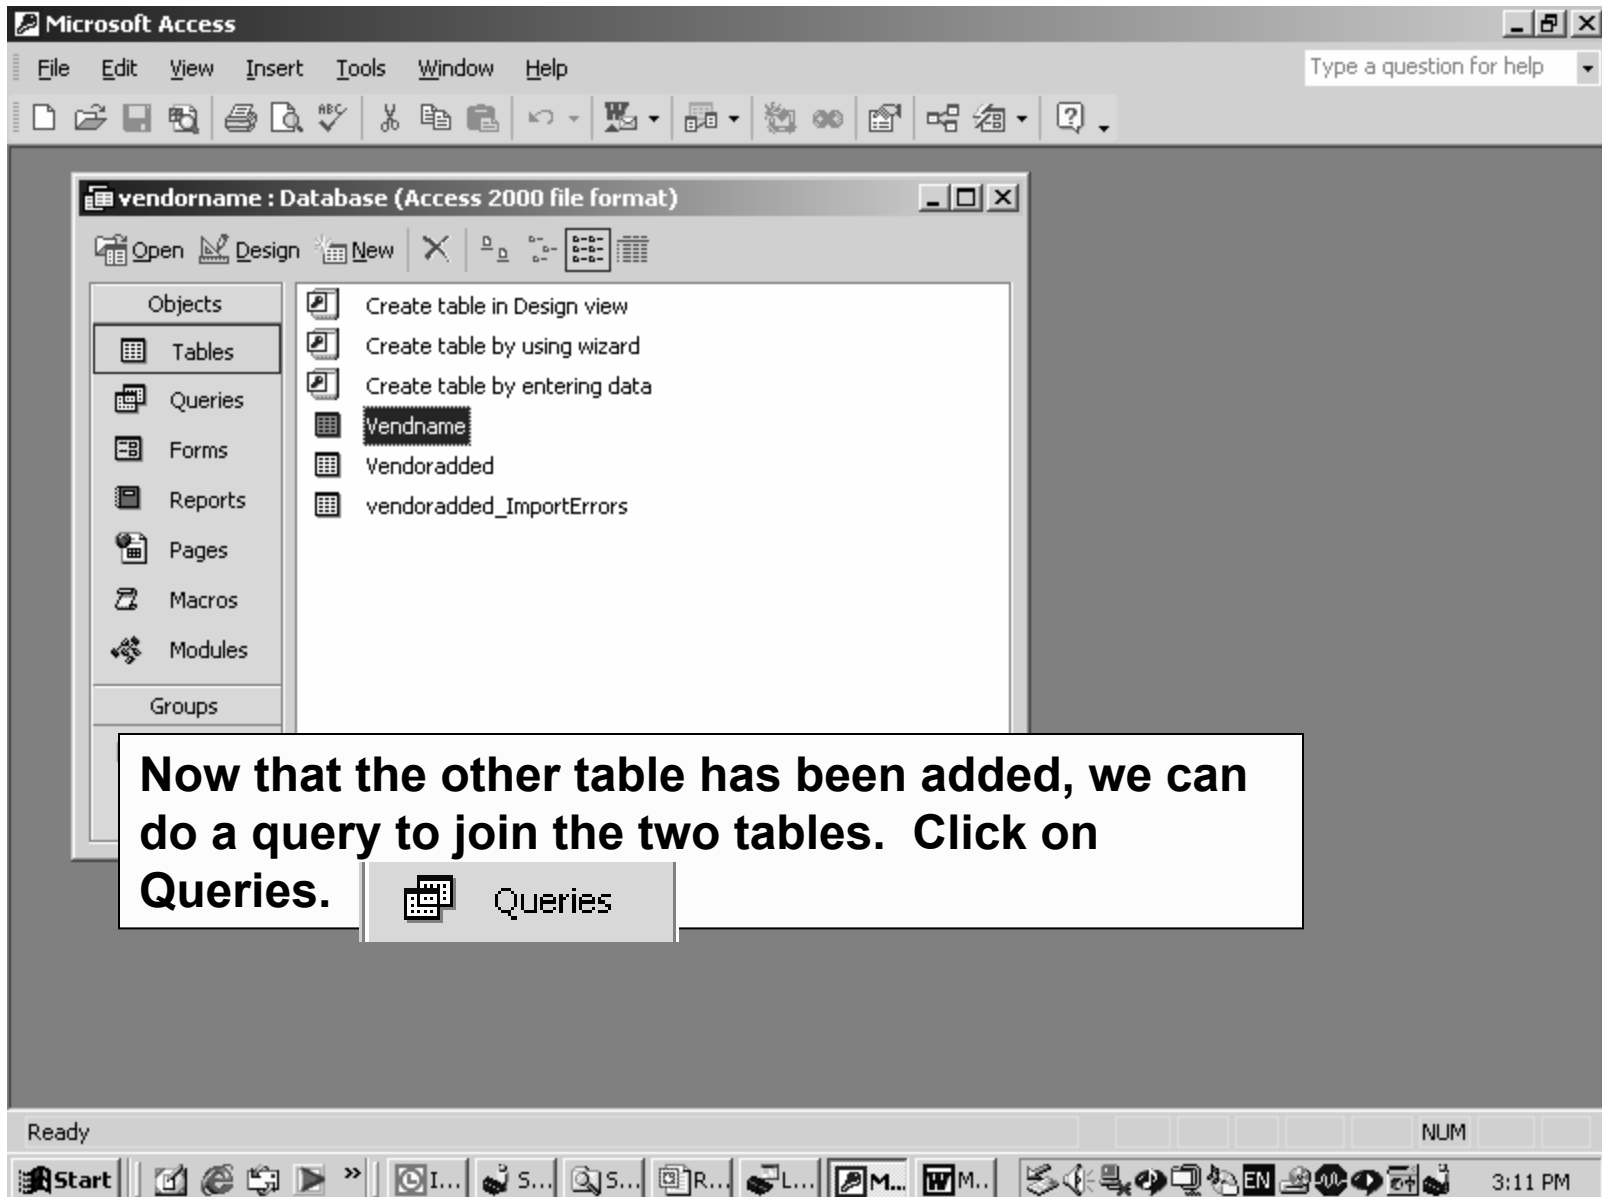 Microsoft Access
File Edit View Insert Tools Window Help
Type a question for help
vendorname : Database (Access 2000 file format)
Open Design New
Objects
Tables
Queries
Forms
Reports
Pages
Macros
Modules
Groups
Create table in Design view
Create table by using wizard
Create table by entering data
Vendname
Vendoradded
vendoradded_ImportErrors
Now that the other table has been added, we can
do a query to join the two tables. Click on
Queries.
Queries
Ready
NUM
Start I... S... S... R... L... M... M.. EN 3:11 PM